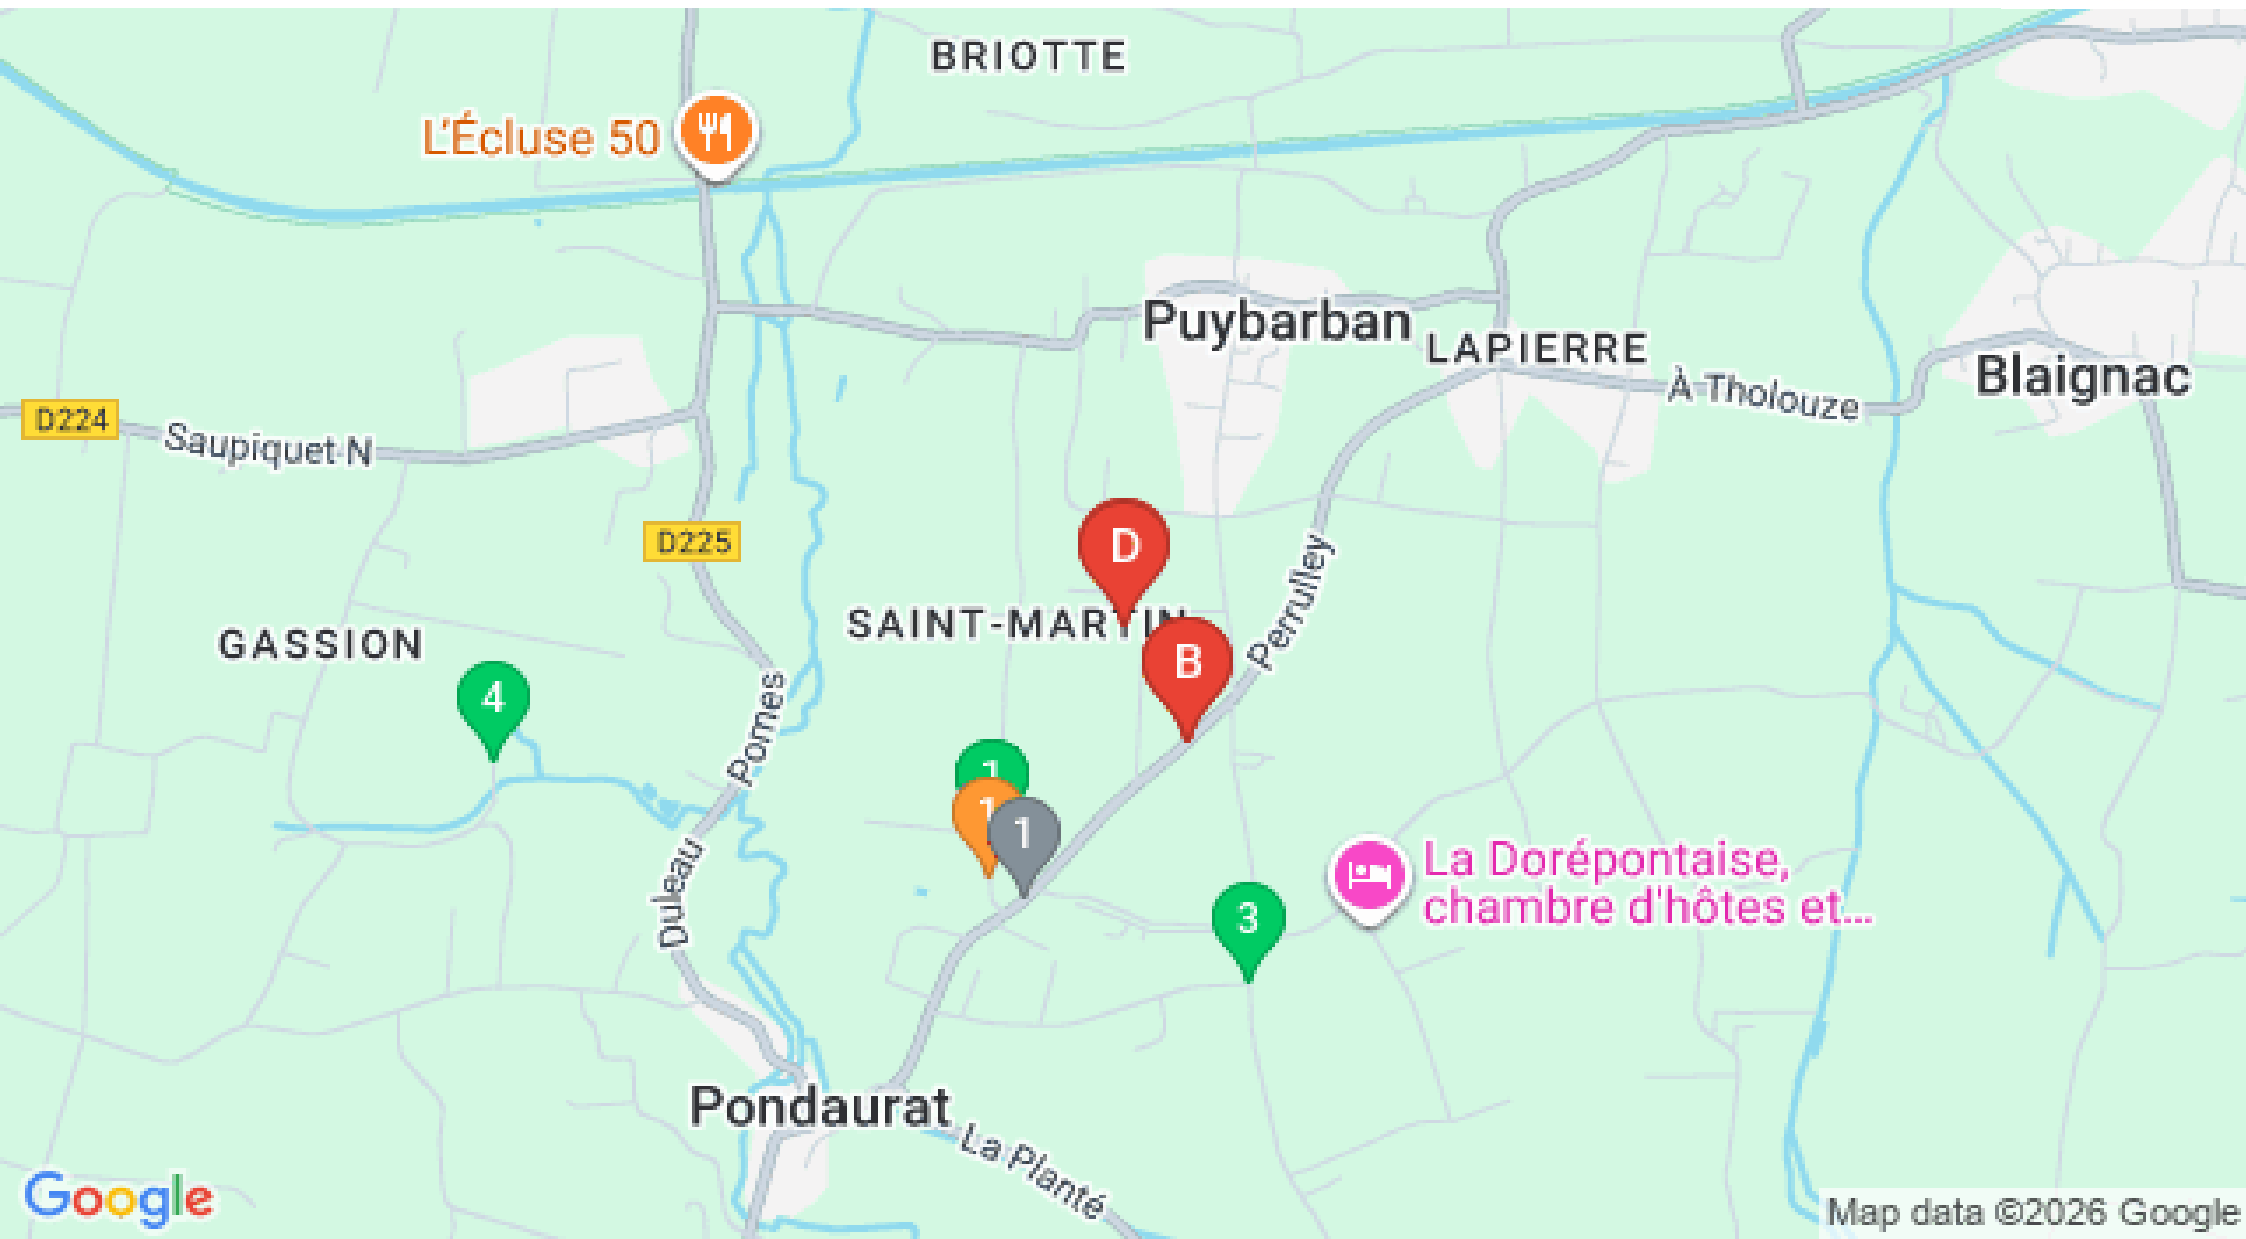 BRIOTTE
L'Écluse 50
Puybarban
LAPIERRE
À Tholouze
Blaignac
D224
Saupiquet N
D225
D
Perrulley
SAINT-MARTIN
B
GASSION
4
Pomes
1
1
1
Duleau
La Dorépontaise,
chambre d'hôtes et...
3
Pondaurat
La Planté
Google
Map data ©2026 Google